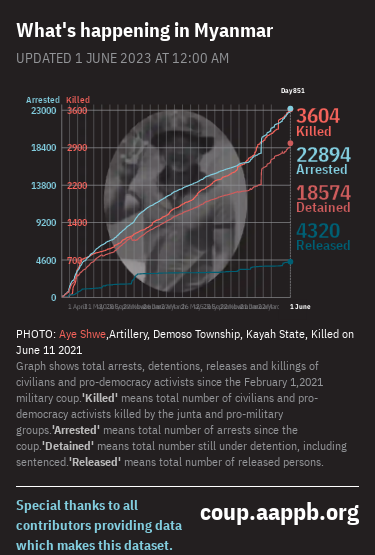 What's happening in Myanmar
UPDATED 1 JUNE 2023 AT 12:00 AM
Day851
Arrested Killed
23000 3600
18400 2900
13800 2200
9200 1400
4600 700
0
3604
Killed
22894
Arrested
18574
Detained
4320
Released
1 April
1 June
PHOTO: Aye Shwe,Artillery, Demoso Township, Kayah State, Killed on
June 11 2021
Graph shows total arrests, detentions, releases and killings of
civilians and pro-democracy activists since the February 1,2021
military coup.'Killed' means total number of civilians and pro-
democracy activists killed by the junta and pro-military
groups.'Arrested' means total number of arrests since the
coup.'Detained' means total number still under detention, including
sentenced.'Released' means total number of released persons.
Special thanks to all
contributors providing data
which makes this dataset.
coup.aappb.org